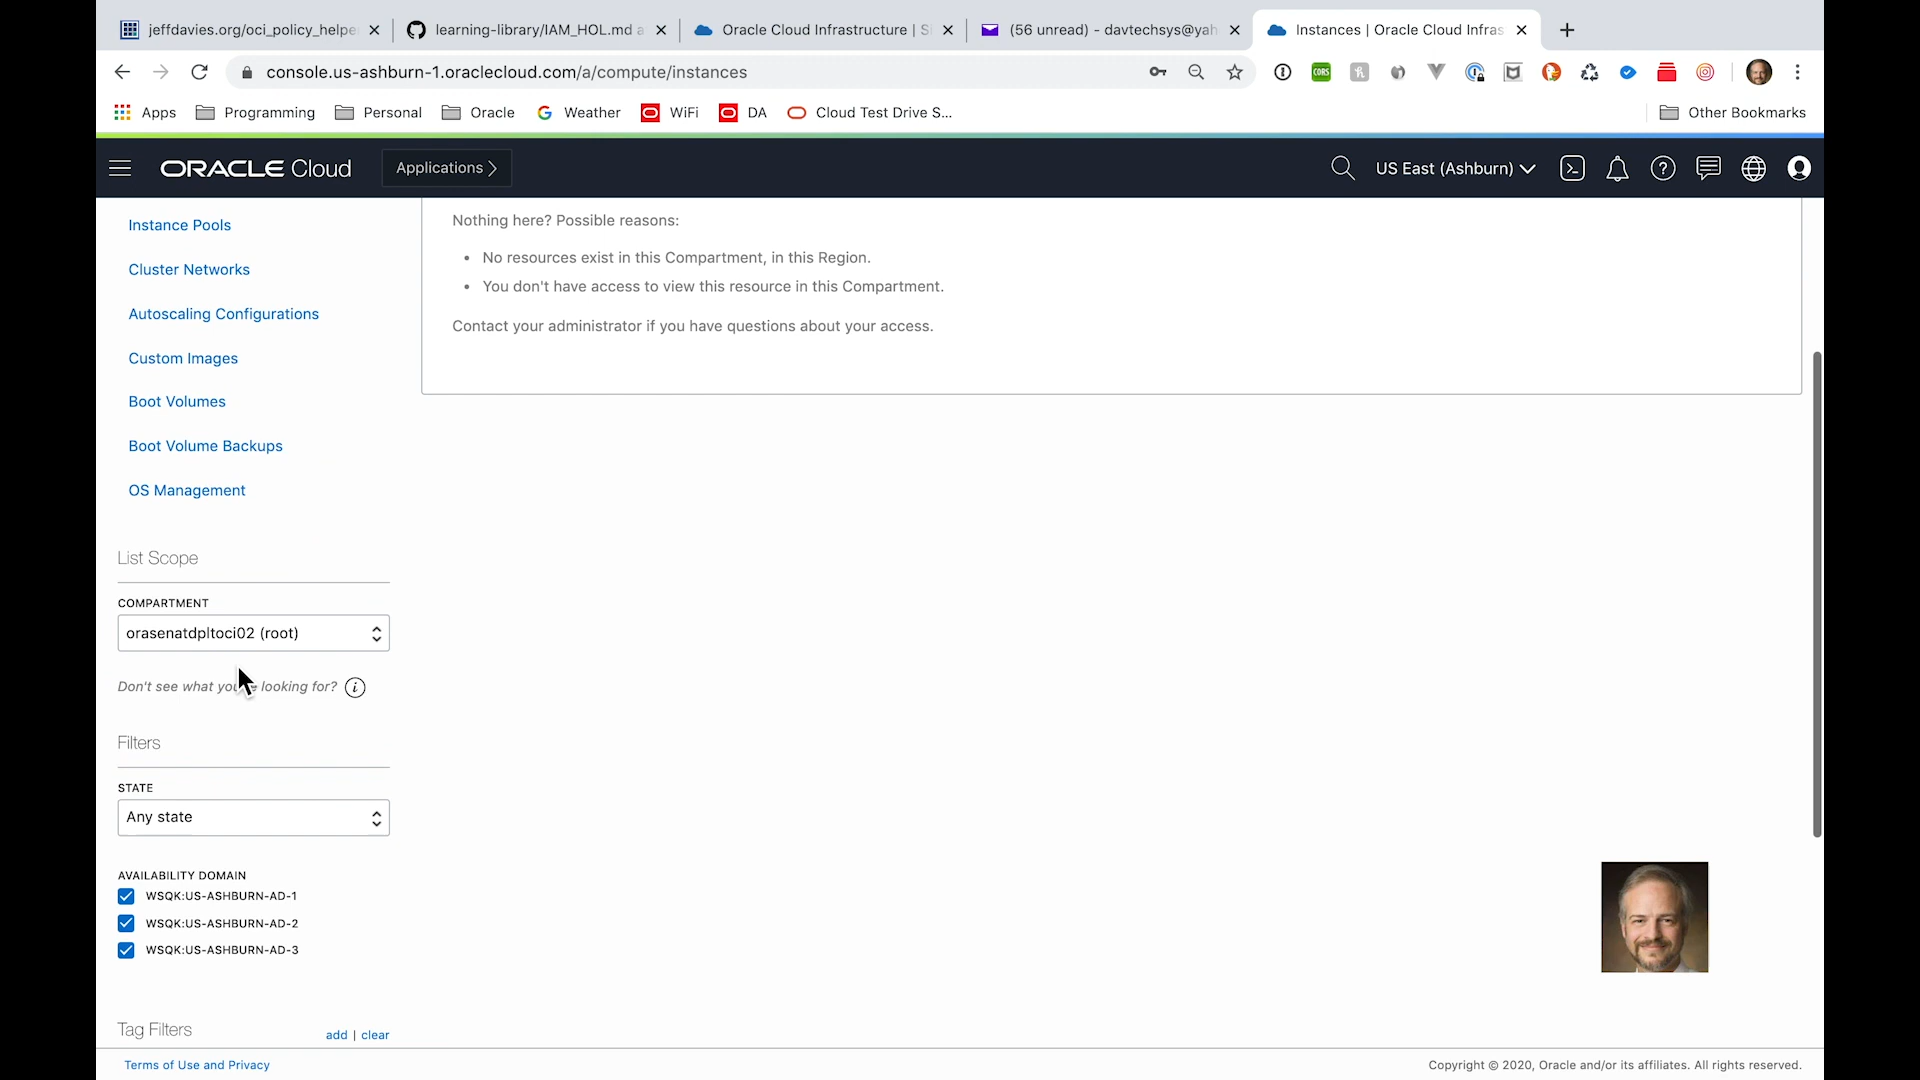 jeffdavies.org/oci_policy_helpe
learning-library/IAM_HOL.md a
Oracle Cloud Infrastructure | S
(56 unread) - davtechsys@yah
Instances | Oracle Cloud Infras
console.us-ashburn-1.oraclecloud.com/a/compute/instances
CORS
Apps
Programming
Personal
Oracle
Weather
WiFi
DA
Cloud Test Drive S...
Other Bookmarks
ORACLE Cloud
Applications
US East (Ashburn)
Instance Pools
Cluster Networks
Autoscaling Configurations
Custom Images
Boot Volumes
Boot Volume Backups
OS Management
Nothing here? Possible reasons:
• No resources exist in this Compartment, in this Region.
• You don't have access to view this resource in this Compartment.
Contact your administrator if you have questions about your access.
List Scope
COMPARTMENT
orasenatdpltoci02 (root)
Don't see what you're looking for?
Filters
STATE
Any state
AVAILABILITY DOMAIN
WSQK:US-ASHBURN-AD-1
WSQK:US-ASHBURN-AD-2
WSQK:US-ASHBURN-AD-3
Tag Filters
add | clear
Terms of Use and Privacy
Copyright © 2020, Oracle and/or its affiliates. All rights reserved.